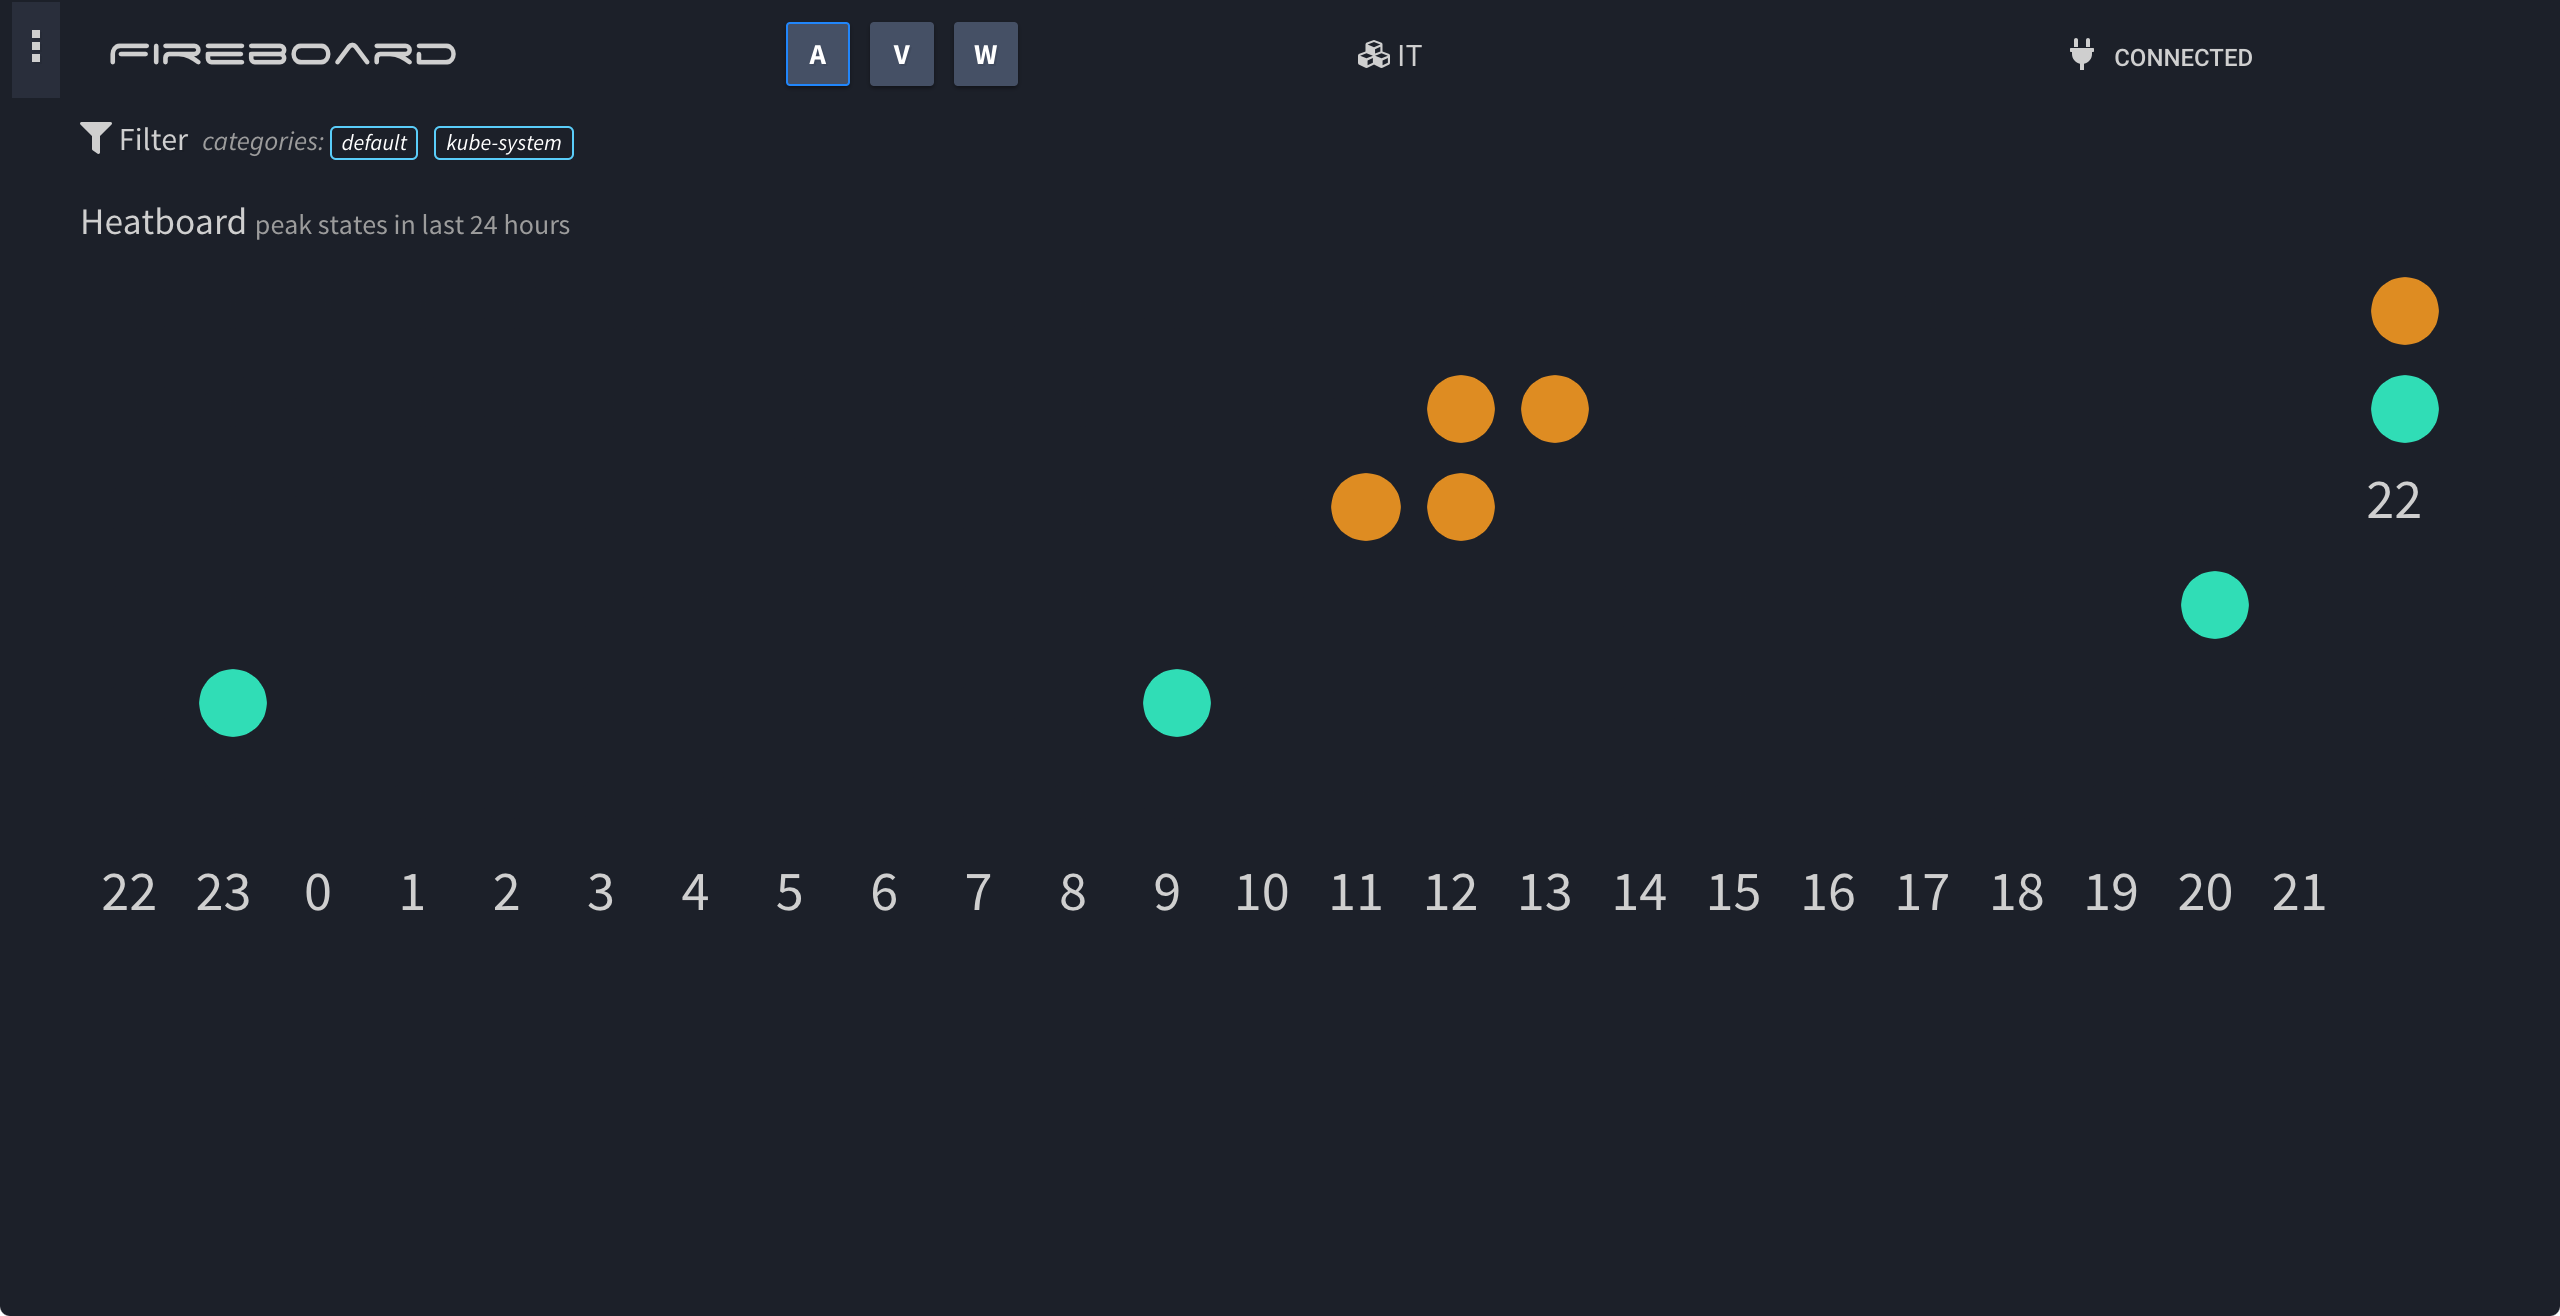 FIREBOARD A V W IT CONNECTED
Filter categories: default kube-system
Heatboard peak states in last 24 hours
22
22 23 0 1 2 3 4 5 6 7 8 9 10 11 12 13 14 15 16 17 18 19 20 21